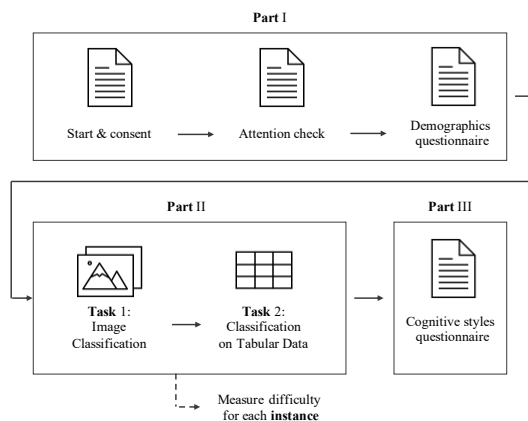 Part I
Start & consent
Attention check
Demographics
questionnaire
Part II
Task 1:
Image
Classification
Task 2:
Classification
on Tabular Data
Part III
Cognitive styles
questionnaire
Measure difficulty
for each instance